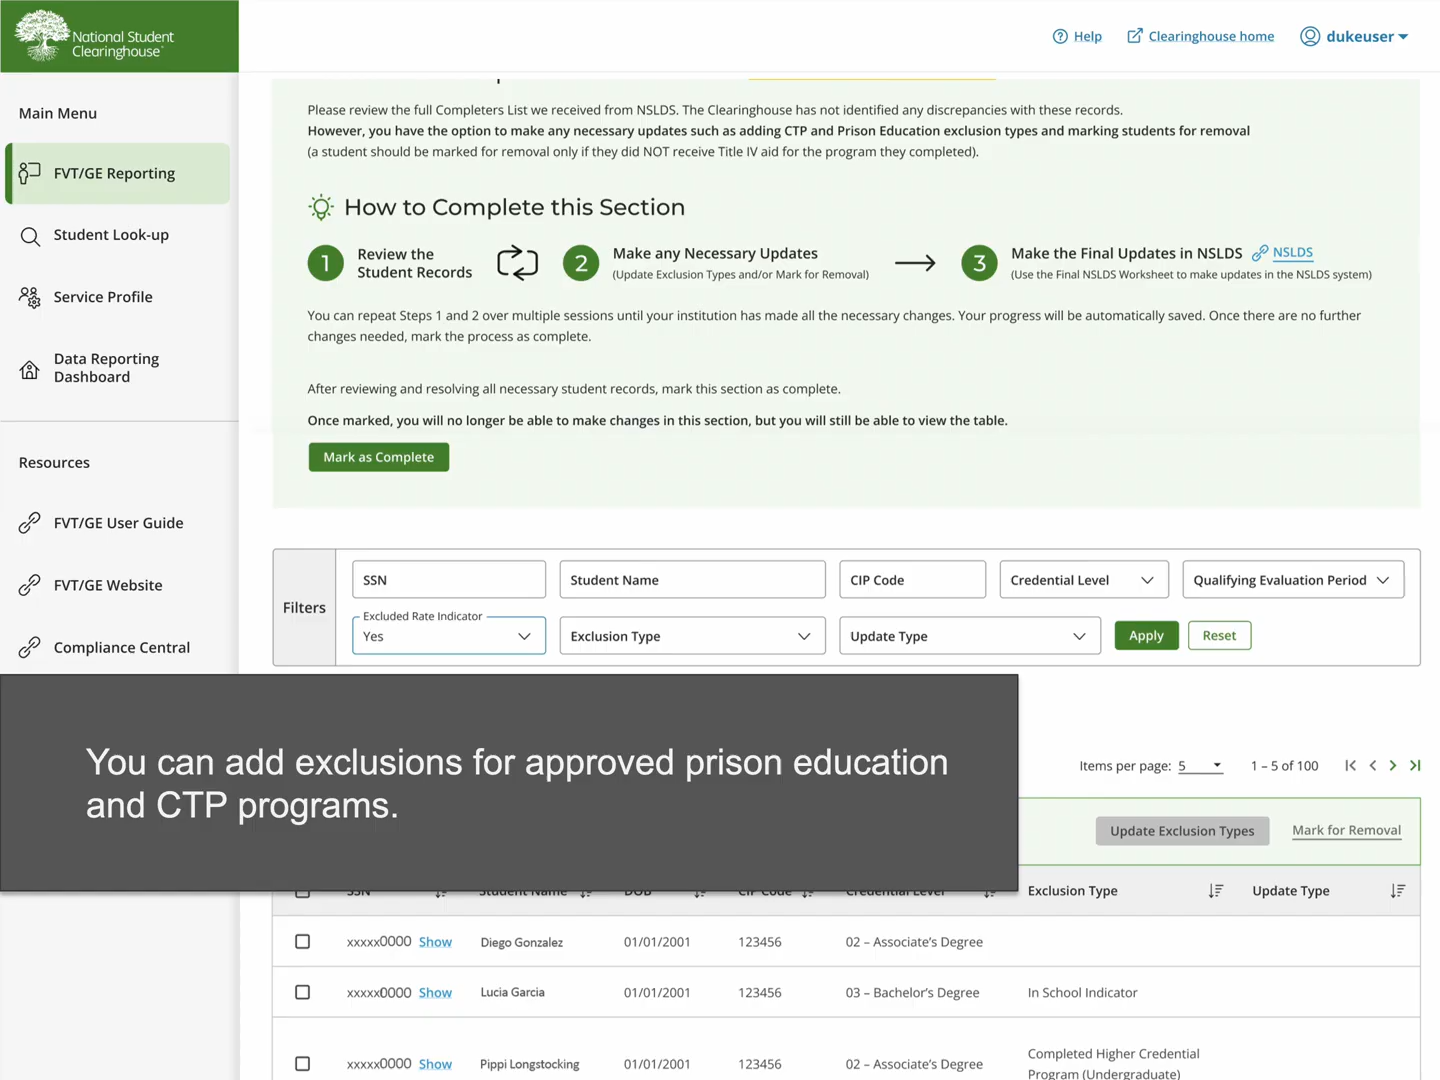 National Student
Clearinghouse
Help
Clearinghouse home
dukeuser
Main Menu
FVT/GE Reporting
Student Look-up
Service Profile
Data Reporting
Dashboard
Resources
FVT/GE User Guide
FVT/GE Website
Compliance Central
Please review the full Completers List we received from NSLDS. The Clearinghouse has not identified any discrepancies with these records.
However, you have the option to make any necessary updates such as adding CTP and Prison Education exclusion types and marking students for removal
(a student should be marked for removal only if they did NOT receive Title IV aid for the program they completed).
How to Complete this Section
1 Review the
Student Records
2 Make any Necessary Updates
(Update Exclusion Types and/or Mark for Removal)
3 Make the Final Updates in NSLDS NSLDS
(Use the Final NSLDS Worksheet to make updates in the NSLDS system)
You can repeat Steps 1 and 2 over multiple sessions until your institution has made all the necessary changes. Your progress will be automatically saved. Once there are no further
changes needed, mark the process as complete.
After reviewing and resolving all necessary student records, mark this section as complete.
Once marked, you will no longer be able to make changes in this section, but you will still be able to view the table.
Mark as Complete
Filters
SSN Student Name CIP Code Credential Level Qualifying Evaluation Period
Excluded Rate Indicator
Yes Exclusion Type Update Type Apply Reset
You can add exclusions for approved prison education
and CTP programs.
Items per page: 5 1 – 5 of 100
Update Exclusion Types Mark for Removal
SSN Student Name DOB CIP Code Credential Level Exclusion Type Update Type
xxxxx0000 Show Diego Gonzalez 01/01/2001 123456 02 – Associate's Degree
xxxxx0000 Show Lucia Garcia 01/01/2001 123456 03 – Bachelor's Degree In School Indicator
xxxxx0000 Show Pippi Longstocking 01/01/2001 123456 02 – Associate's Degree Completed Higher Credential
Program (Undergraduate)